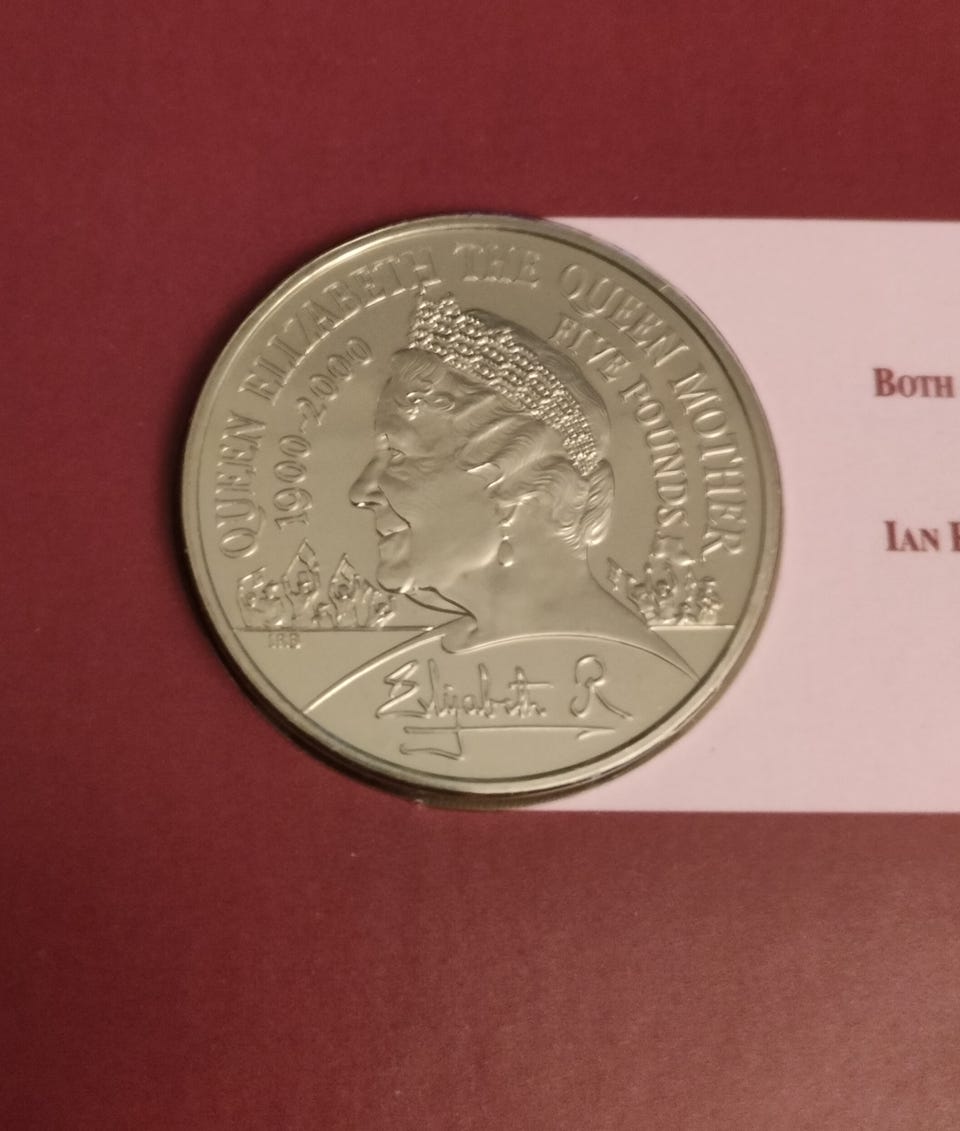 QUEEN ELIZABETH THE QUEEN MOTHER
1900-2000
FIVE POUNDS
IRB
Elizabeth R
BOTH
IAN